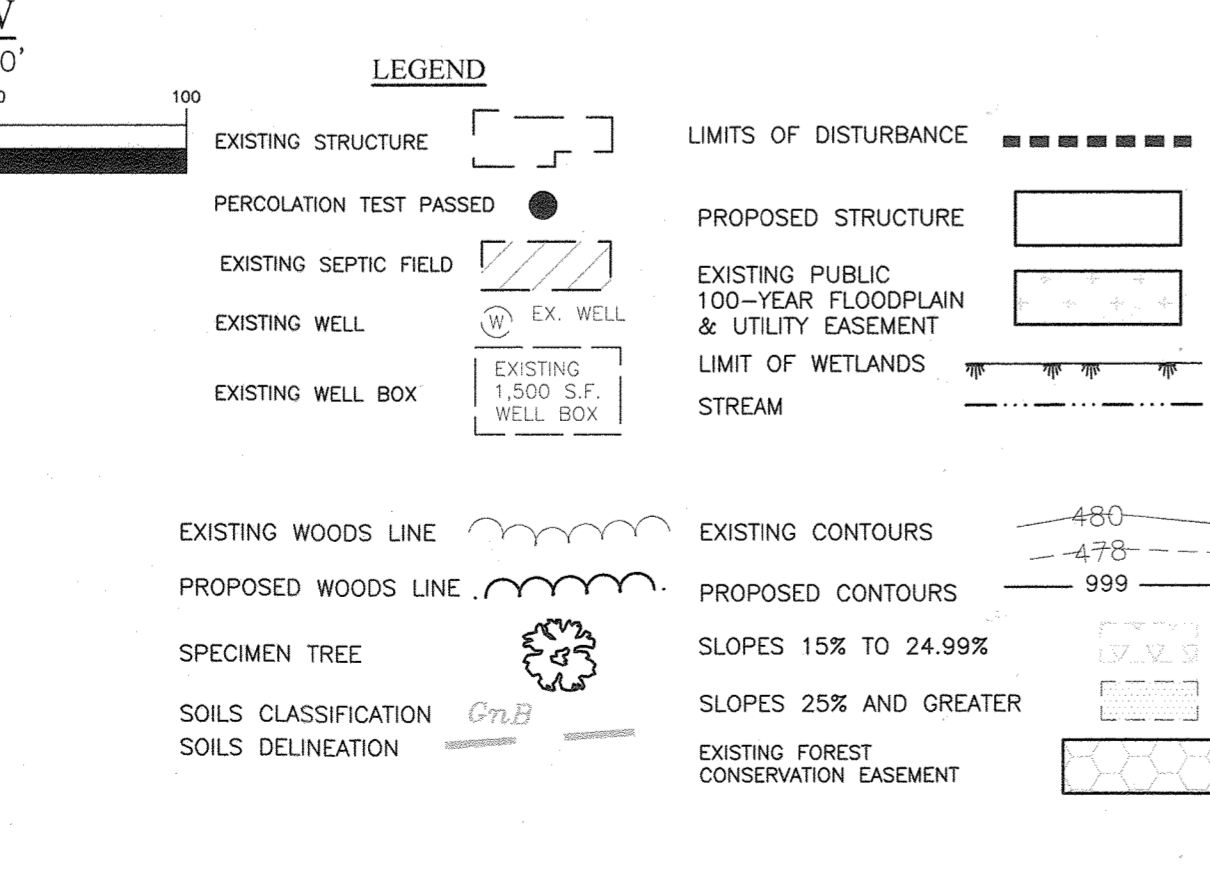 0'
100
LEGEND
EXISTING STRUCTURE
PERCOLATION TEST PASSED
EXISTING SEPTIC FIELD
EXISTING WELL
W EX. WELL
EXISTING WELL BOX
EXISTING
1,500 S.F.
WELL BOX
LIMITS OF DISTURBANCE
PROPOSED STRUCTURE
EXISTING PUBLIC
100-YEAR FLOODPLAIN
& UTILITY EASEMENT
LIMIT OF WETLANDS
STREAM
EXISTING WOODS LINE
PROPOSED WOODS LINE
SPECIMEN TREE
SOILS CLASSIFICATION GnB
SOILS DELINEATION
EXISTING CONTOURS
480
478
PROPOSED CONTOURS 999
SLOPES 15% TO 24.99%
SLOPES 25% AND GREATER
EXISTING FOREST
CONSERVATION EASEMENT